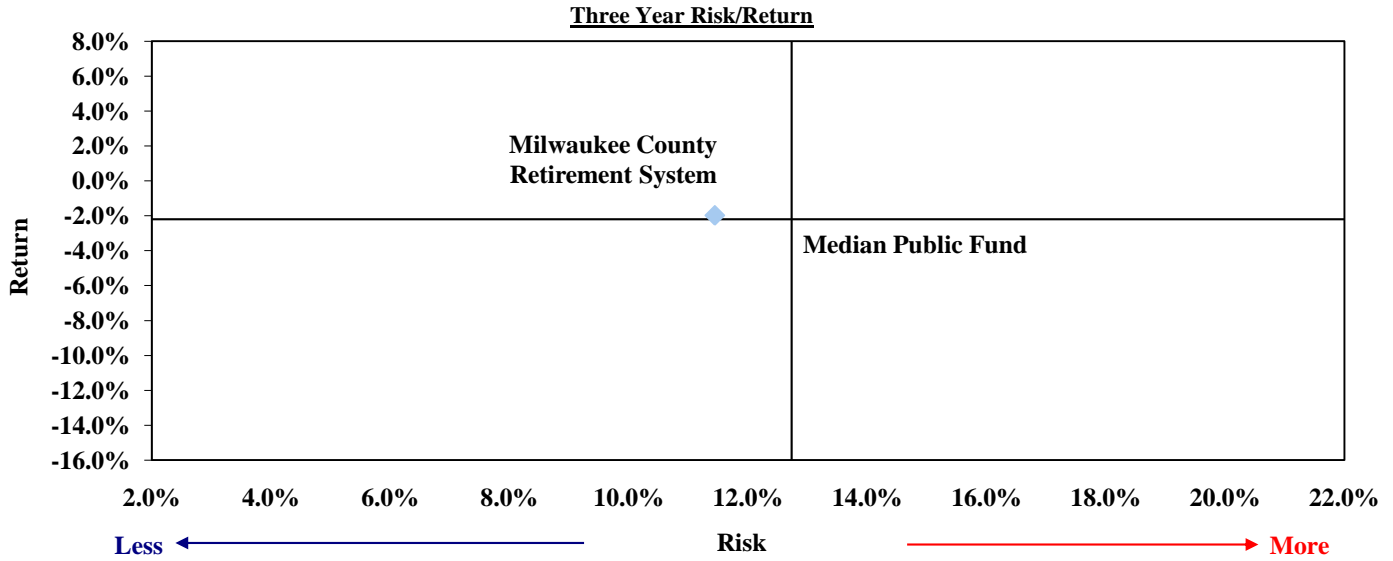 Three Year Risk/Return
8.0%
6.0%
4.0%
2.0%
0.0%
-2.0%
-4.0%
-6.0%
-8.0%
-10.0%
-12.0%
-14.0%
-16.0%
Return
Milwaukee County
Retirement System
Median Public Fund
2.0% 4.0% 6.0% 8.0% 10.0% 12.0% 14.0% 16.0% 18.0% 20.0% 22.0%
Less Risk More